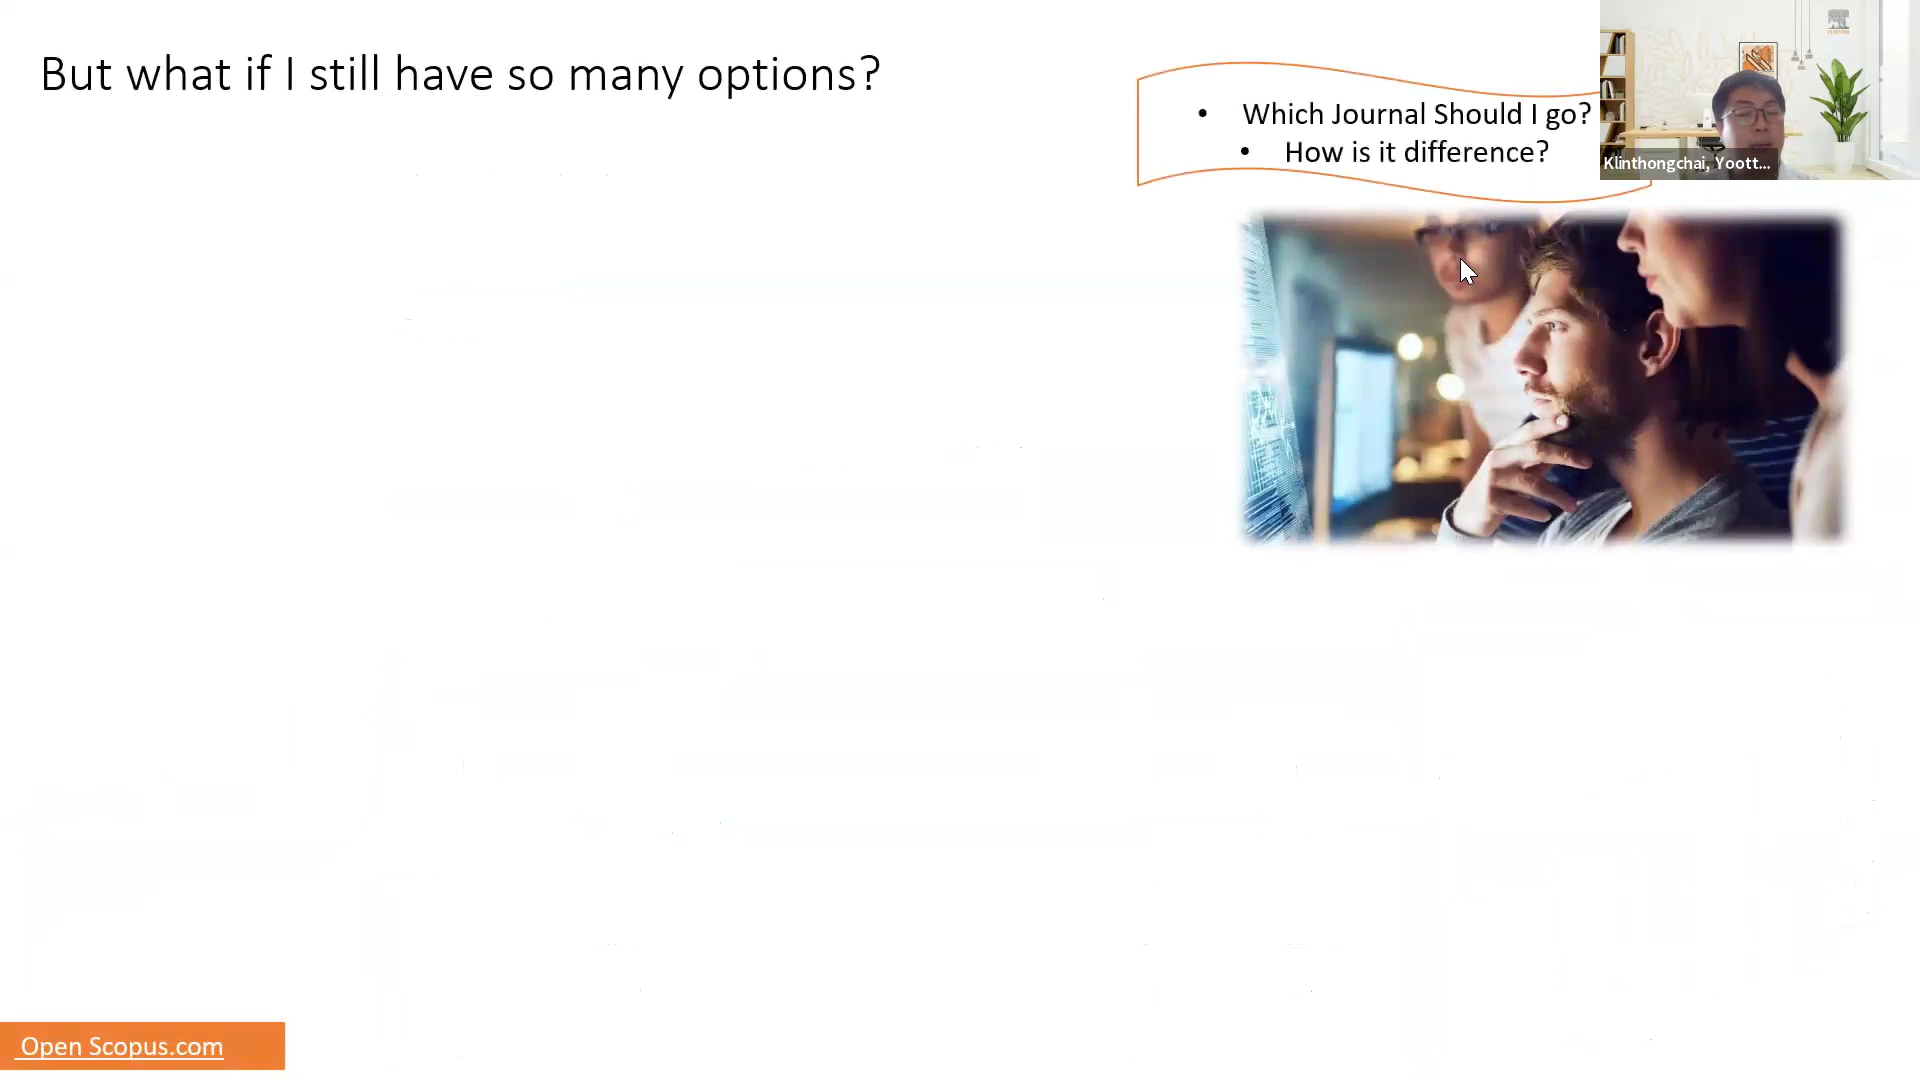 But what if I still have so many options?
• Which Journal Should I go?
• How is it difference?
Klinthongchai, Yoott...
ELSEVIER
Open Scopus.com